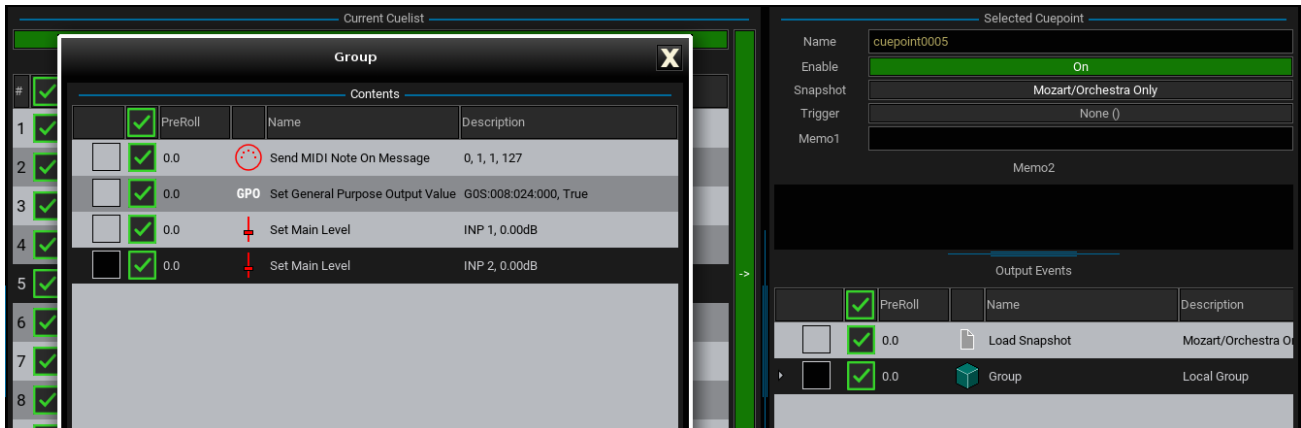 Current Cuelist
Group
X
Contents
PreRoll Name Description
0.0 Send MIDI Note On Message 0, 1, 1, 127
0.0 GPO Set General Purpose Output Value G0S:008:024:000, True
0.0 Set Main Level INP 1, 0.00dB
0.0 Set Main Level INP 2, 0.00dB
#
1
2
3
4
5
6
7
8
->
Selected Cuepoint
Name cuepoint0005
Enable On
Snapshot Mozart/Orchestra Only
Trigger None ()
Memo1
Memo2
Output Events
PreRoll Name Description
0.0 Load Snapshot Mozart/Orchestra O
0.0 Group Local Group